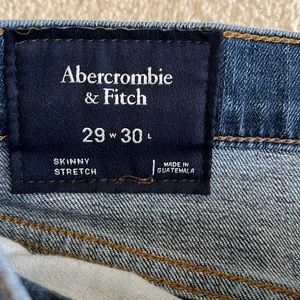 Abercrombie
& Fitch
29 W 30 L
SKINNY
STRETCH
MADE IN
GUATEMALA